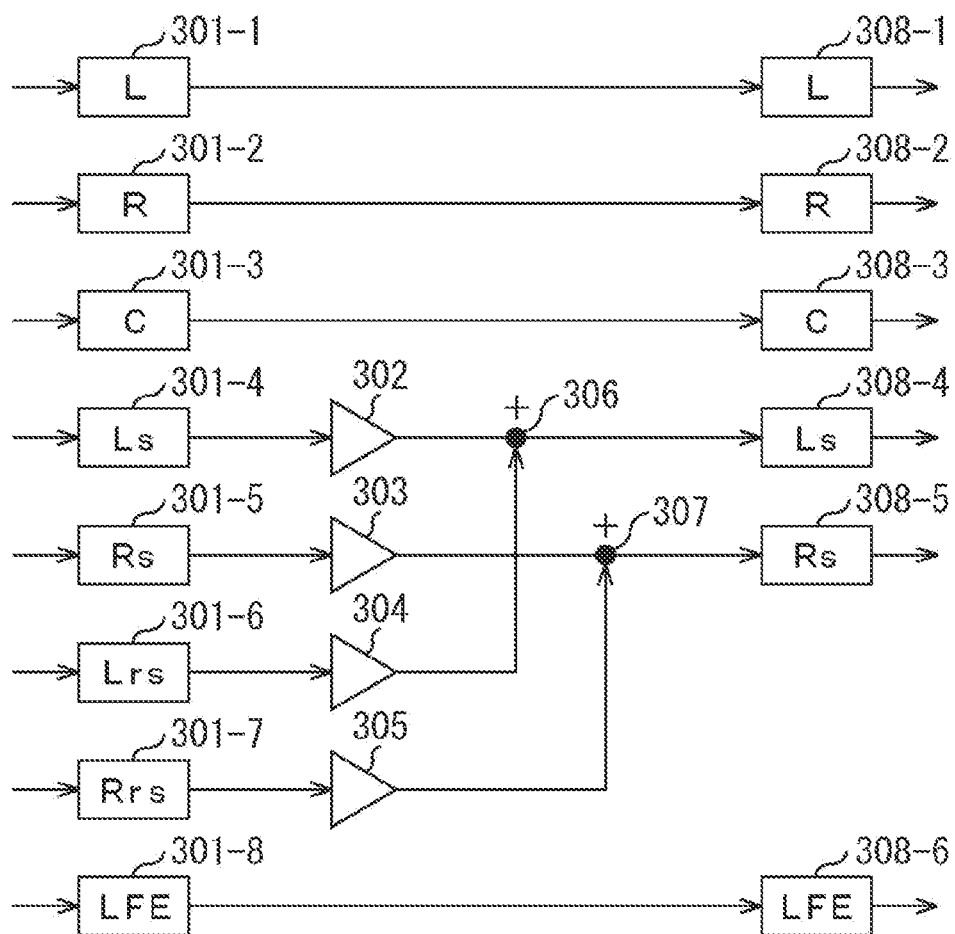 301-1 308-1
L L
301-2 308-2
R R
301-3 308-3
C C
301-4 302 + 306 308-4
Ls Ls
301-5 303 + 307 308-5
Rs Rs
301-6 304
Lrs
301-7 305
Rrs
301-8 308-6
LFE LFE